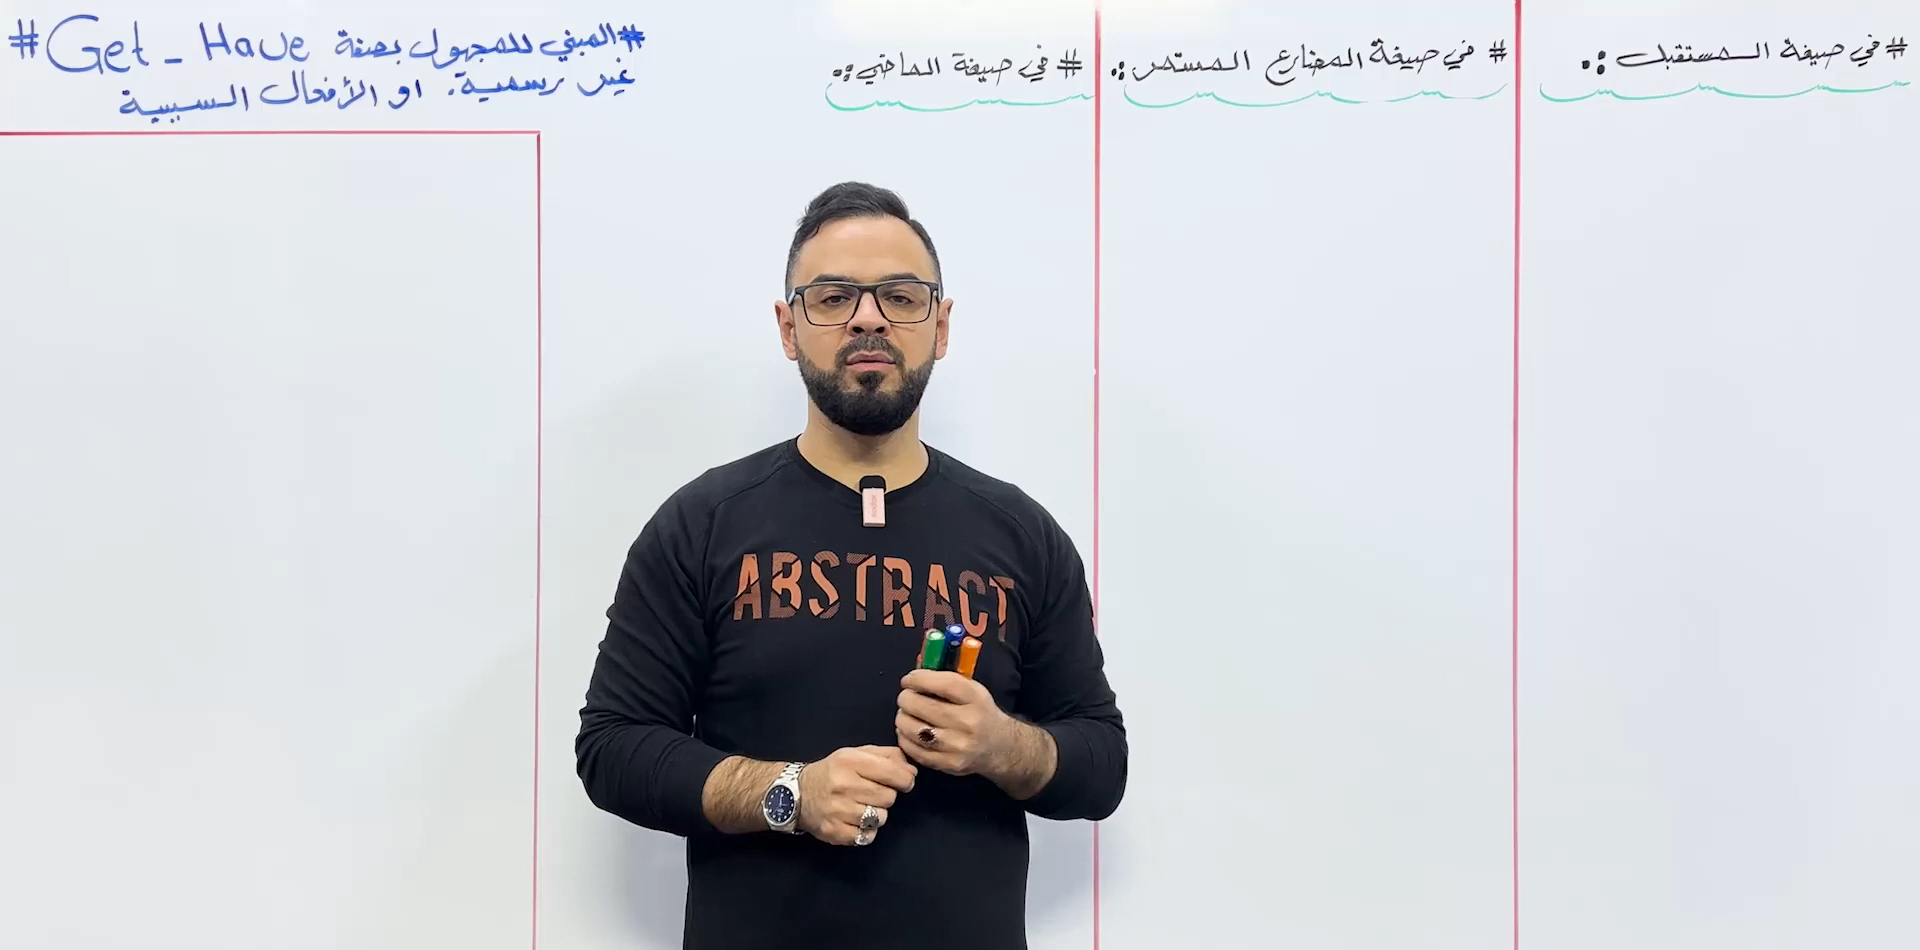 #المبني للمجهول بصفة Get _ Have #
غير رسمية. او الأفعال السببية
# في صيغة الماضي :.
# في صيغة المضارع المستمر :.
# في صيغة المستقبل :.
ABSTRACT